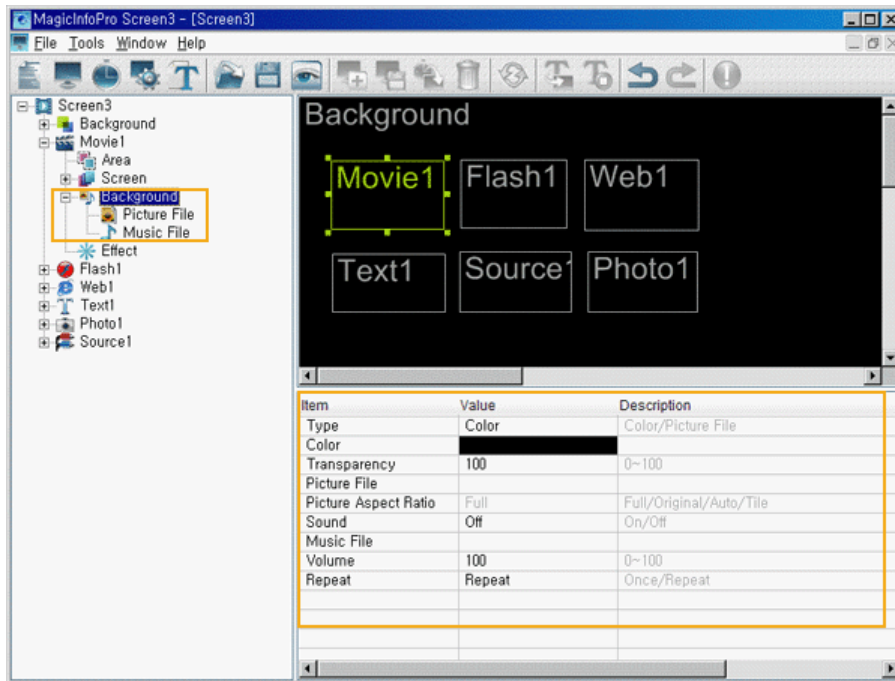 MagicInfoPro Screen3 - [Screen3]
File Tools Window Help
Screen3
Background
Movie1
Area
Screen
Background
Picture File
Music File
Effect
Flash1
Web1
Text1
Photo1
Source1
Background
Movie1 Flash1 Web1
Text1 Source1 Photo1
Item Value Description
Type Color Color/Picture File
Color
Transparency 100 0~100
Picture File
Picture Aspect Ratio Full Full/Original/Auto/Tile
Sound Off On/Off
Music File
Volume 100 0~100
Repeat Repeat Once/Repeat